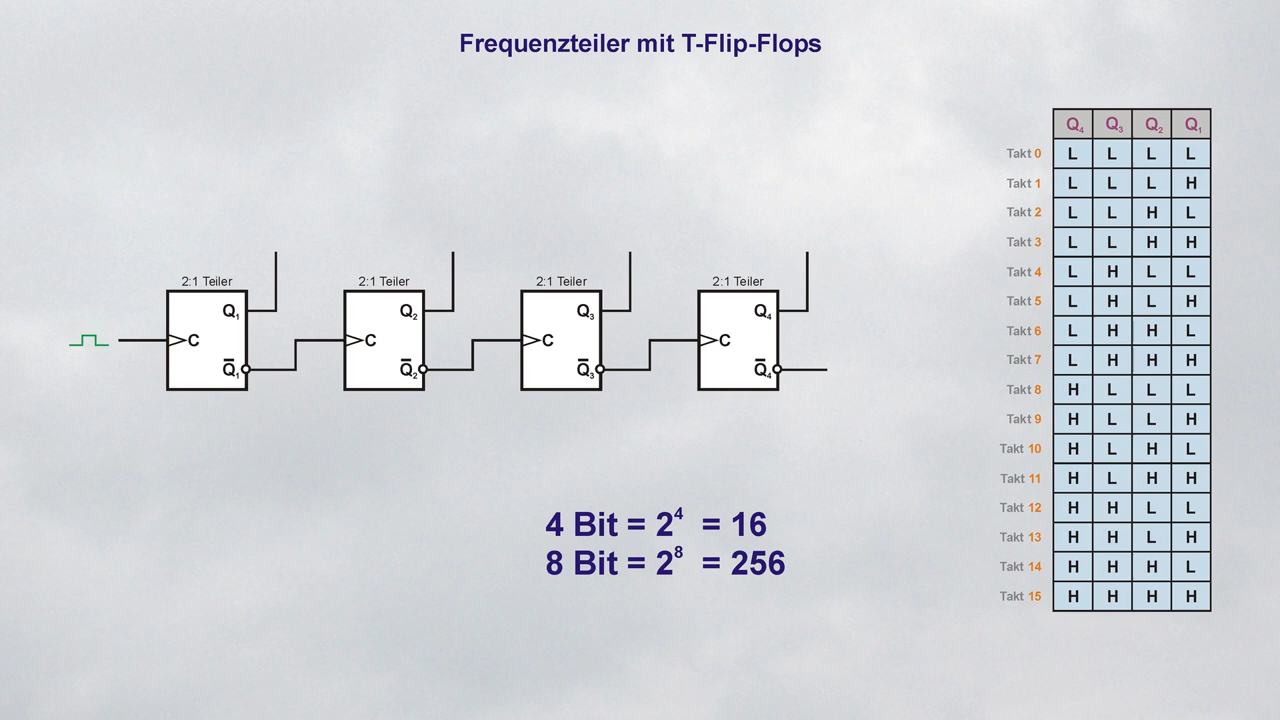 Frequenzteiler mit T-Flip-Flops
2:1 Teiler 2:1 Teiler 2:1 Teiler 2:1 Teiler
Q₁ Q₂ Q₃ Q₄
C C C C
Q̅₁ Q̅₂ Q̅₃ Q̅₄
4 Bit = 2⁴ = 16
8 Bit = 2⁸ = 256
Q₄ Q₃ Q₂ Q₁
Takt 0 L L L L
Takt 1 L L L H
Takt 2 L L H L
Takt 3 L L H H
Takt 4 L H L L
Takt 5 L H L H
Takt 6 L H H L
Takt 7 L H H H
Takt 8 H L L L
Takt 9 H L L H
Takt 10 H L H L
Takt 11 H L H H
Takt 12 H H L L
Takt 13 H H L H
Takt 14 H H H L
Takt 15 H H H H